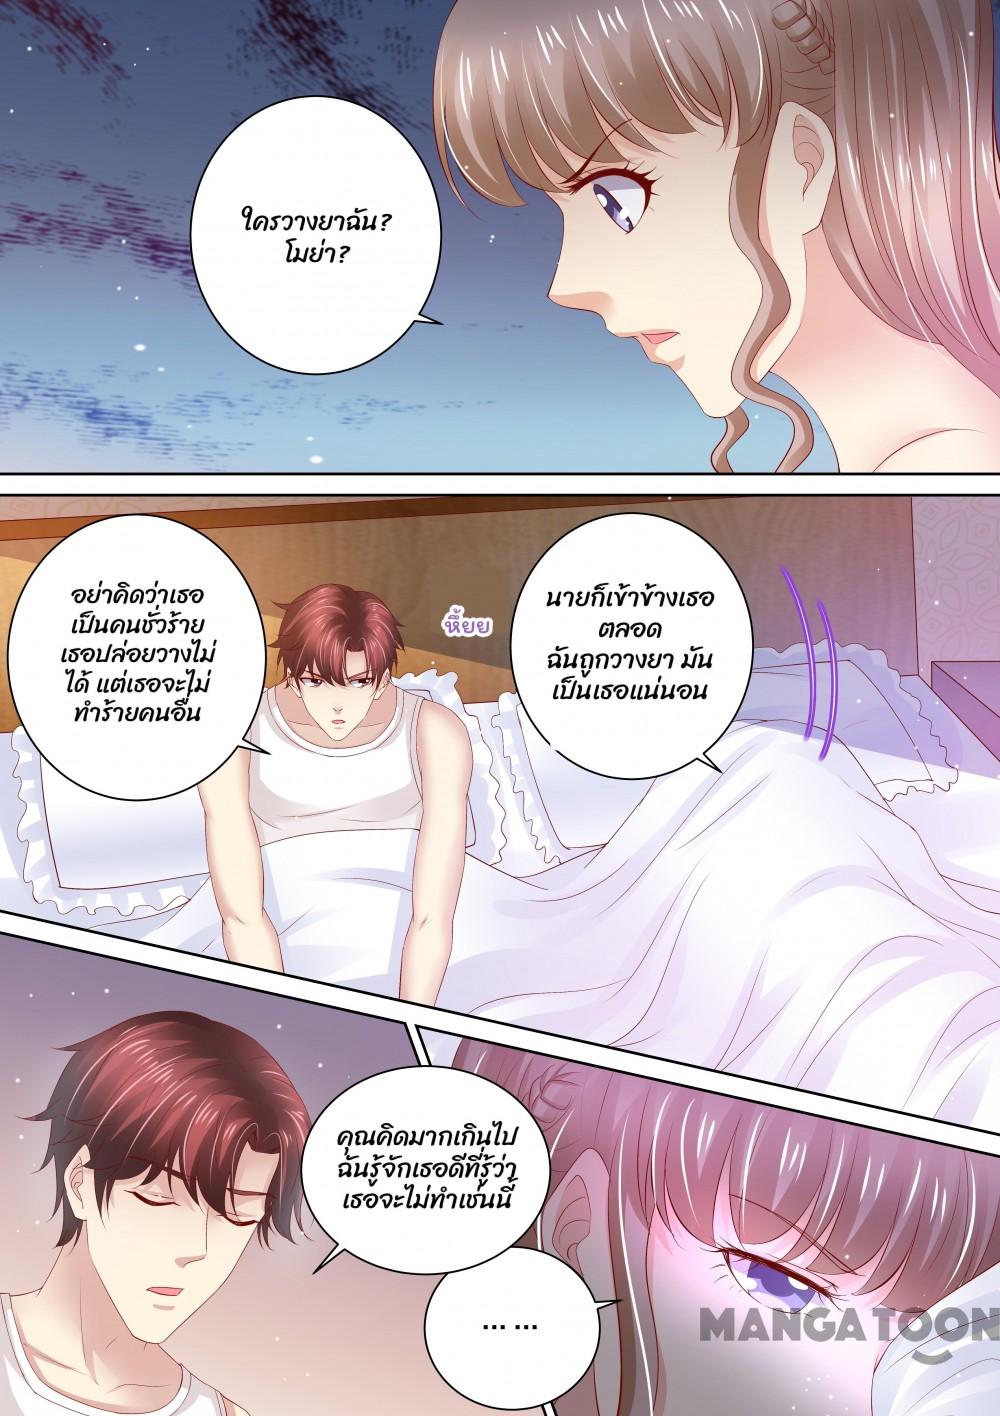 ใครวางยาฉัน?
โมย่า?
อย่าคิดว่าเธอ
เป็นคนชั่วร้าย
เธอปล่อยวางไม่
ได้ แต่เธอจะไม่
ทำร้ายคนอื่น
หึ้ยย
นายก็เข้าข้างเธอ
ตลอด
ฉันถูกวางยา มัน
เป็นเธอแน่นอน
คุณคิดมากเกินไป
ฉันรู้จักเธอดีที่รู้ว่า
เธอจะไม่ทำเช่นนี้
... ...
MANGA TOON